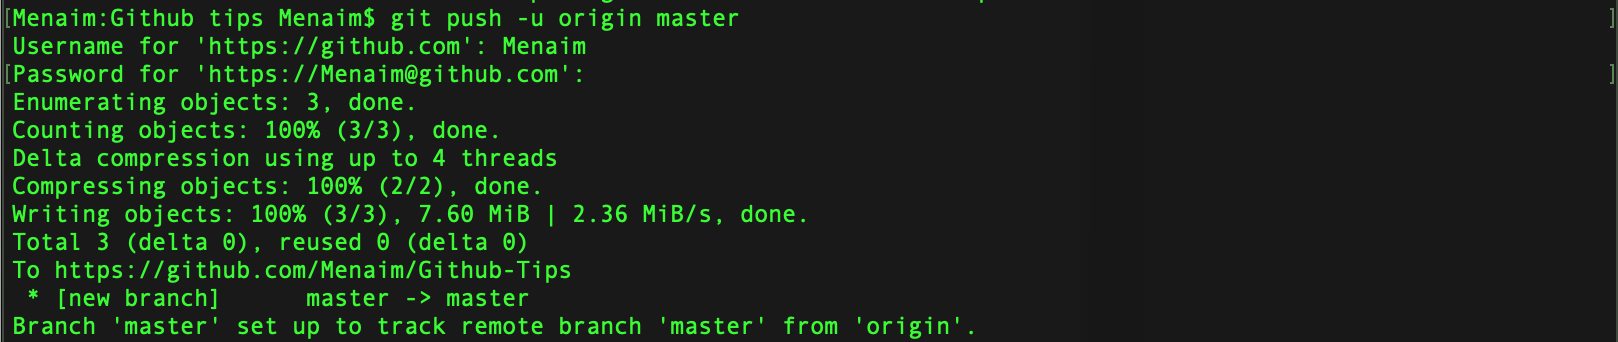 [Menaim:Github tips Menaim$ git push -u origin master ]
Username for 'https://github.com': Menaim
[Password for 'https://Menaim@github.com': ]
Enumerating objects: 3, done.
Counting objects: 100% (3/3), done.
Delta compression using up to 4 threads
Compressing objects: 100% (2/2), done.
Writing objects: 100% (3/3), 7.60 MiB | 2.36 MiB/s, done.
Total 3 (delta 0), reused 0 (delta 0)
To https://github.com/Menaim/Github-Tips
 * [new branch]      master -> master
Branch 'master' set up to track remote branch 'master' from 'origin'.